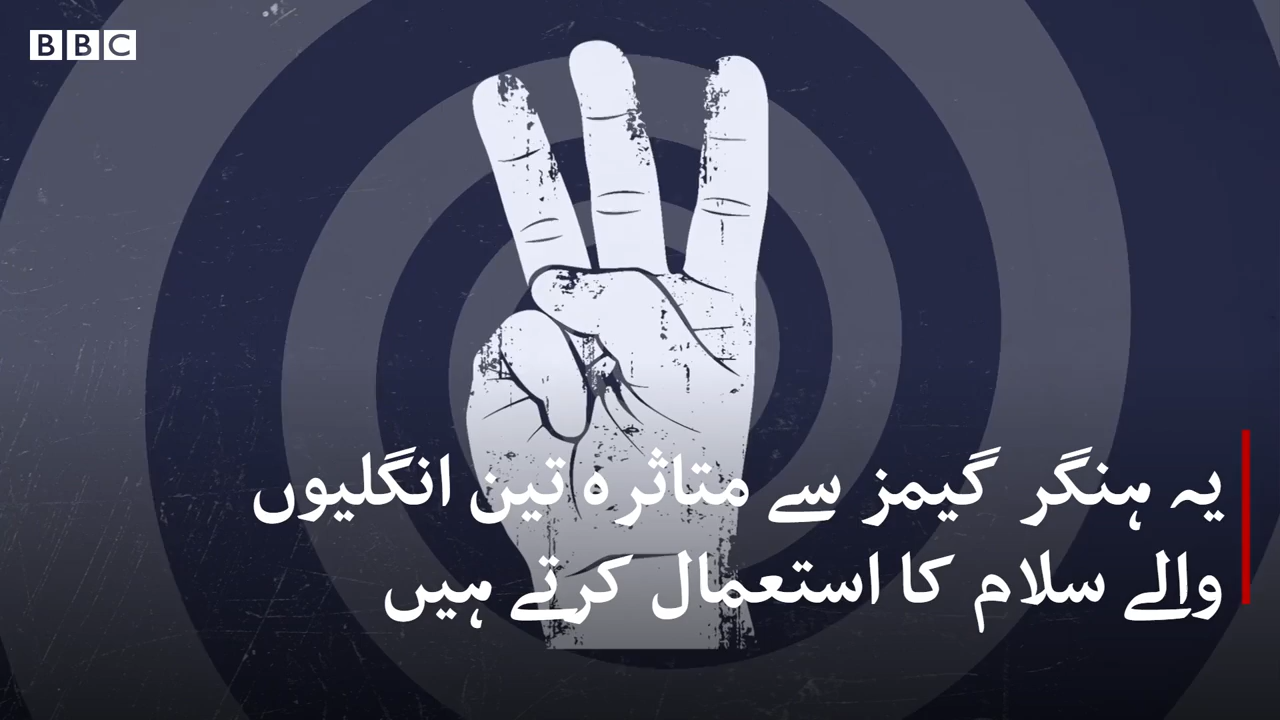 BBC
یہ ہنگر گیمز سے متاثرہ تین انگلیوں
والے سلام کا استعمال کرتے ہیں